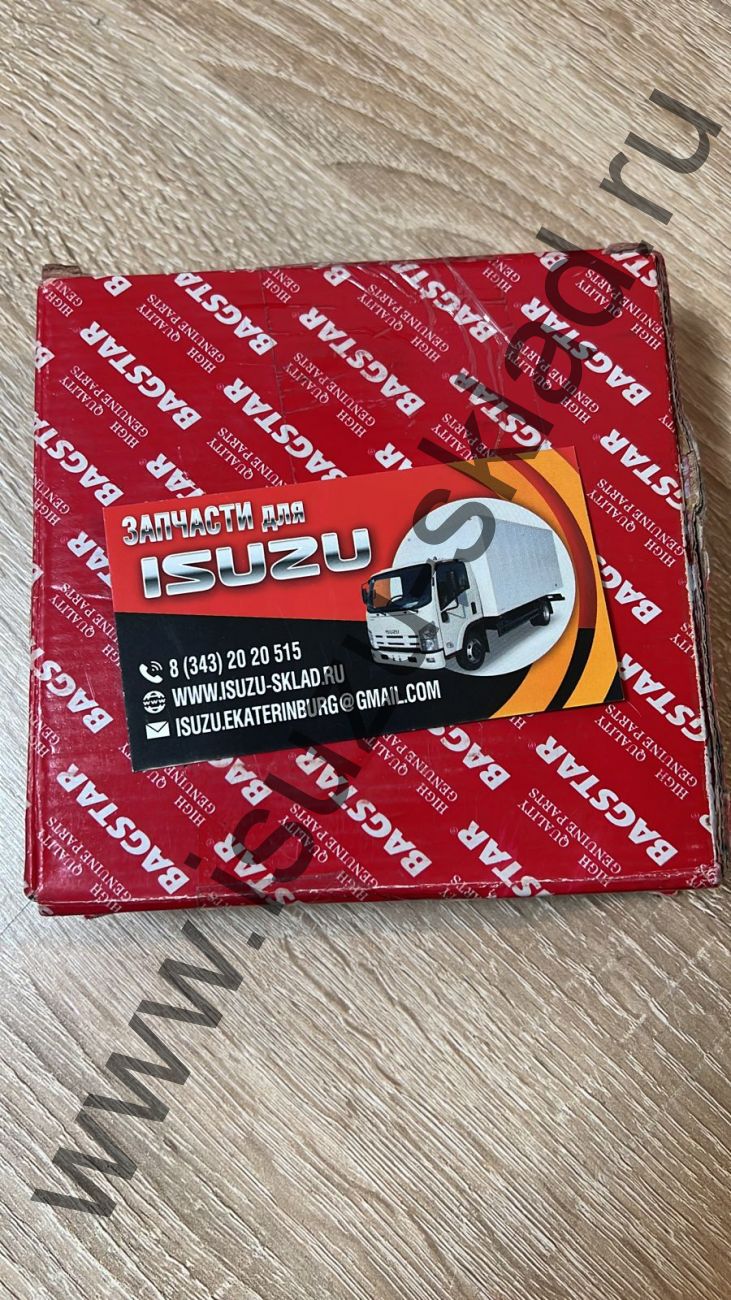 BAGSTAR
HIGH
QUALITY
GENUINE PARTS
ЗАПЧАСТИ для
ISUZU
ISUZU
8 (343) 20 20 515
WWW.ISUZU-SKLAD.RU
ISUZU.EKATERINBURG@GMAIL.COM
www.isuzu-sklad.ru